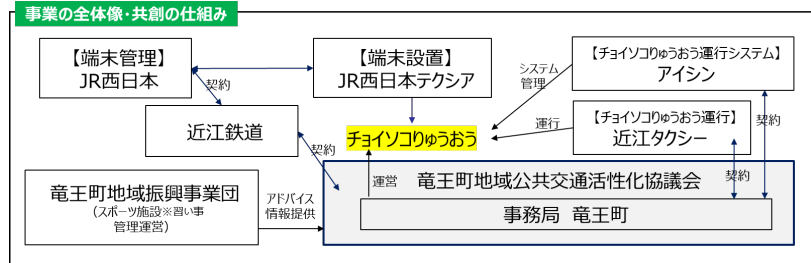 事業の全体像・共創の仕組み
【端末管理】
JR西日本
【端末設置】
JR西日本テクシア
システム
管理
【チョイソコりゅうおう運行システム】
アイシン
契約
近江鉄道
チョイソコりゅうおう
運行
【チョイソコりゅうおう運行】
近江タクシー
契約
契約
運営
竜王町地域公共交通活性化協議会
契約
竜王町地域振興事業団
(スポーツ施設※習い事
管理運営)
アドバイス
情報提供
事務局 竜王町